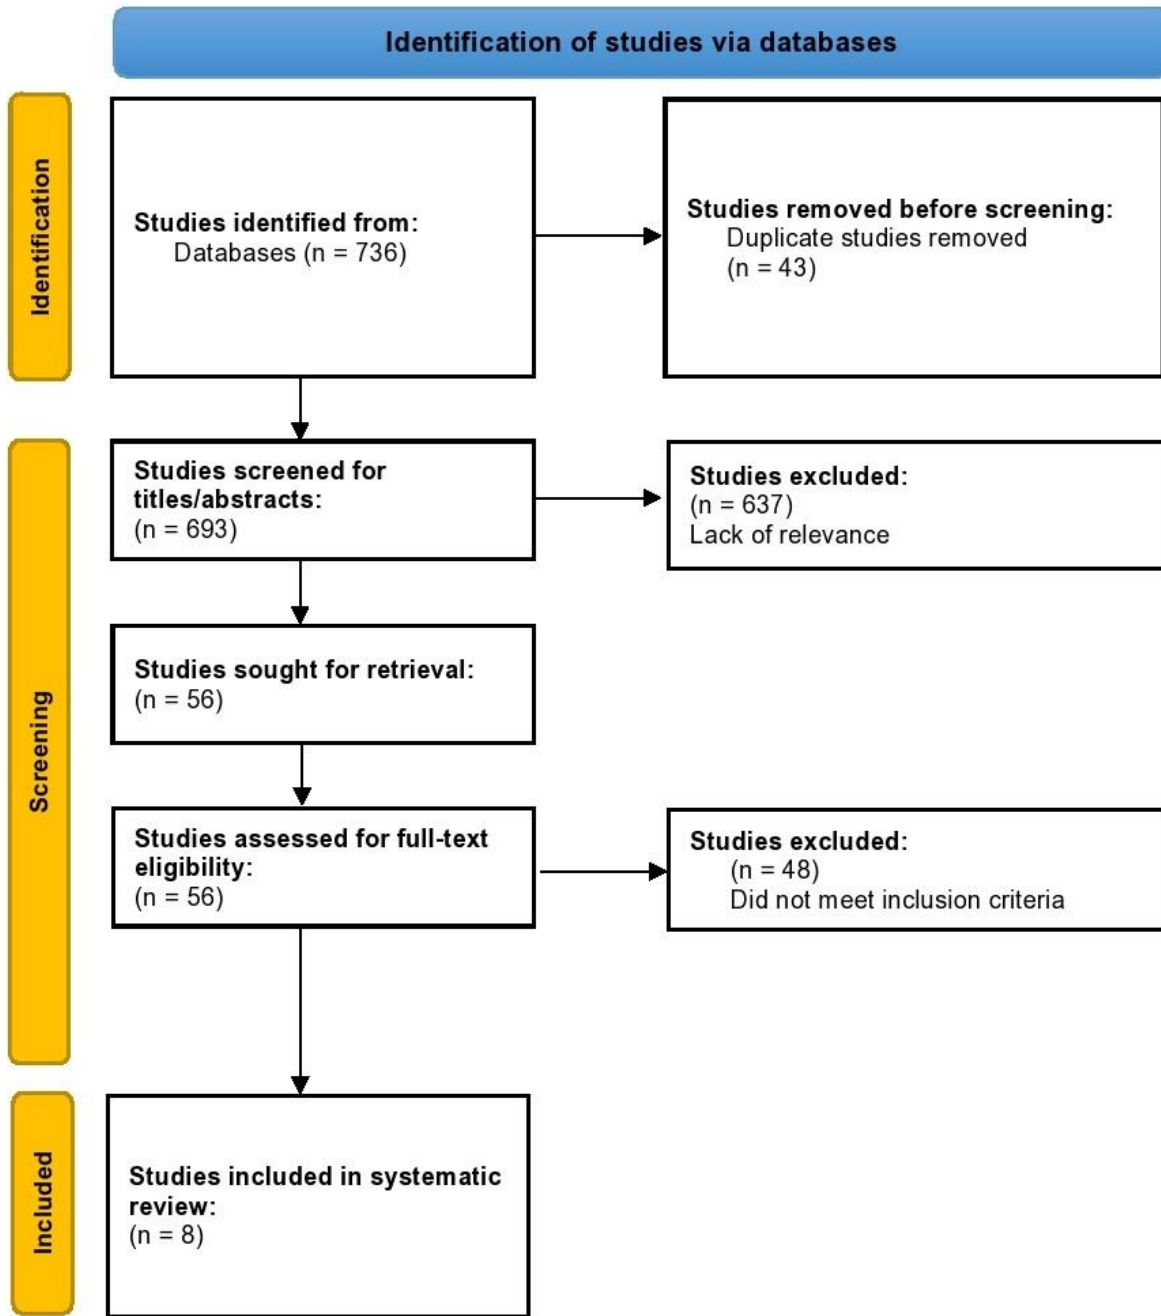 Identification of studies via databases
Identification
Studies identified from:
Databases (n = 736)
Studies removed before screening:
Duplicate studies removed
(n = 43)
Screening
Studies screened for
titles/abstracts:
(n = 693)
Studies excluded:
(n = 637)
Lack of relevance
Studies sought for retrieval:
(n = 56)
Studies assessed for full-text
eligibility:
(n = 56)
Studies excluded:
(n = 48)
Did not meet inclusion criteria
Included
Studies included in systematic
review:
(n = 8)